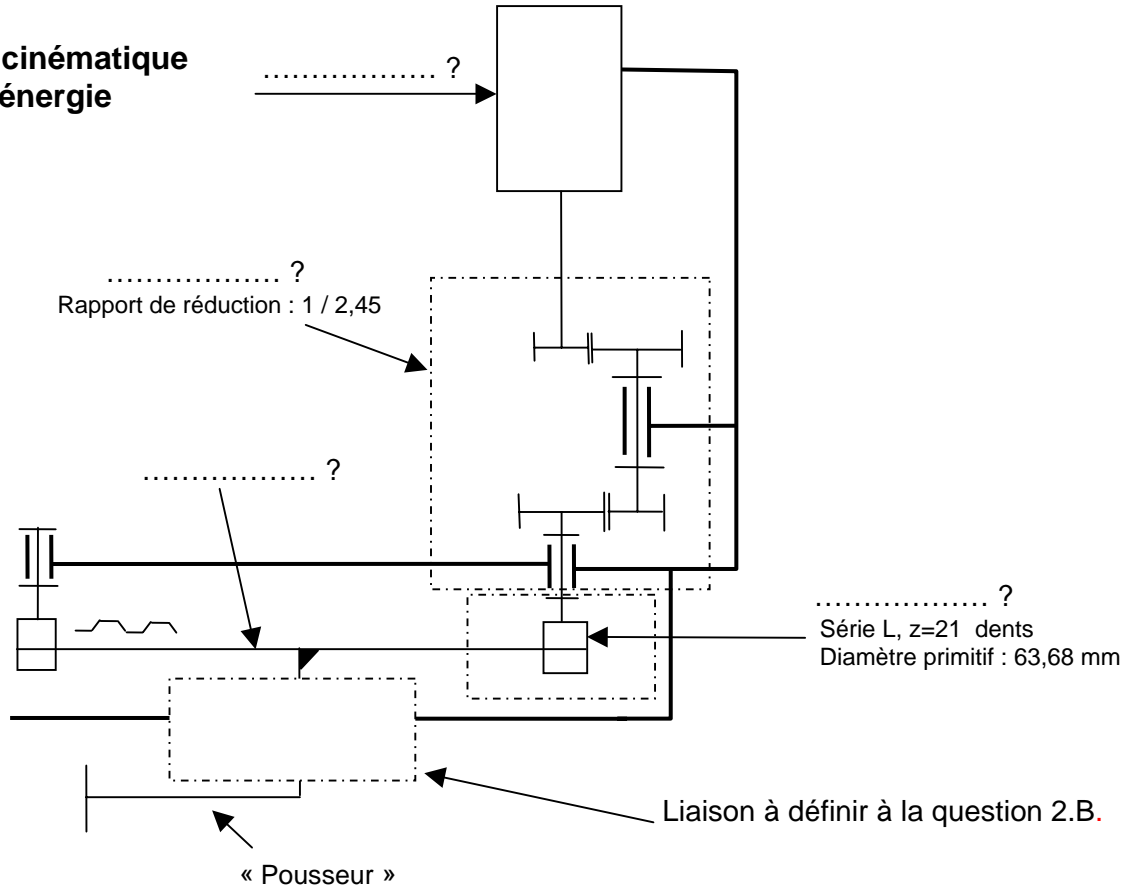 cinématique
énergie
……………… ?
……………… ?
Rapport de réduction : 1 / 2,45
……………… ?
……………… ?
Série L, z=21 dents
Diamètre primitif : 63,68 mm
Liaison à définir à la question 2.B.
« Pousseur »